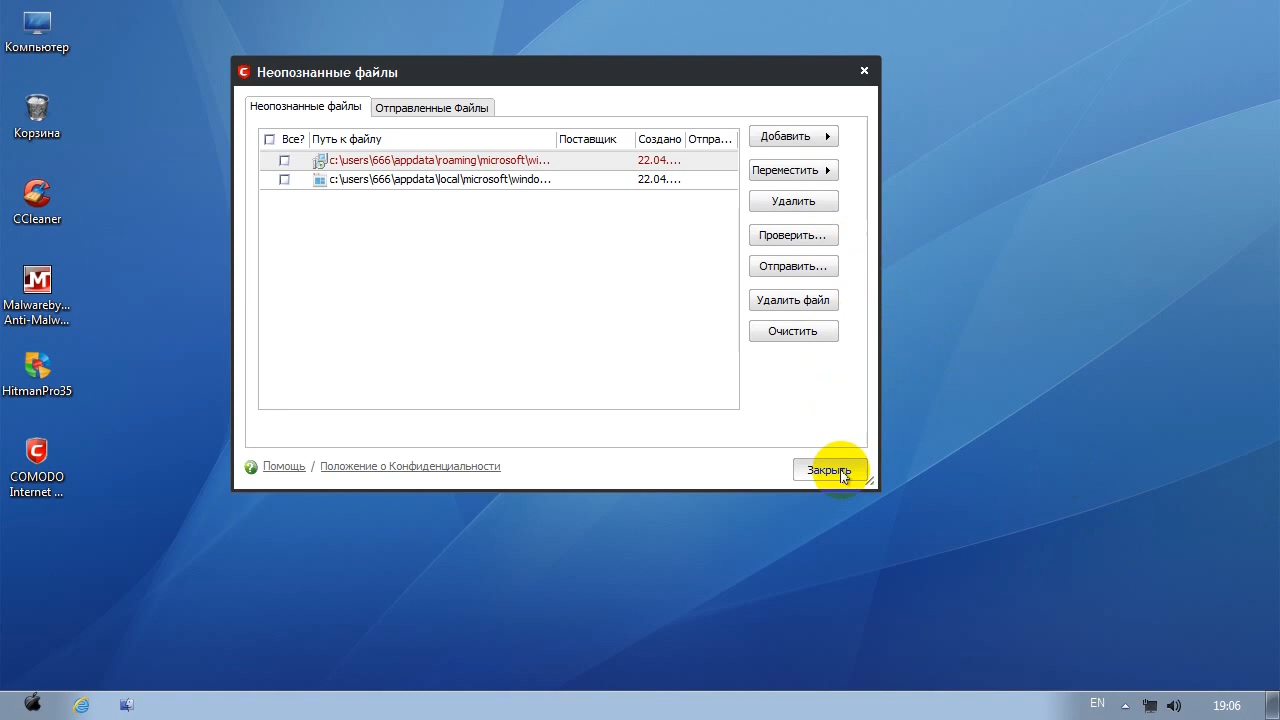 Компьютер
Корзина
CCleaner
Malwareby...
Anti-Malw...
HitmanPro35
COMODO
Internet ...
Неопознанные файлы
Неопознанные файлы
Отправленные Файлы
Все? Путь к файлу Поставщик Создано Отпра...
c:\users\666\appdata\roaming\microsoft\wi... 22.04....
c:\users\666\appdata\local\microsoft\windo... 22.04....
Добавить
Переместить
Удалить
Проверить...
Отправить...
Удалить файл
Очистить
Помощь / Положение о Конфиденциальности
Закрыть
EN
19:06